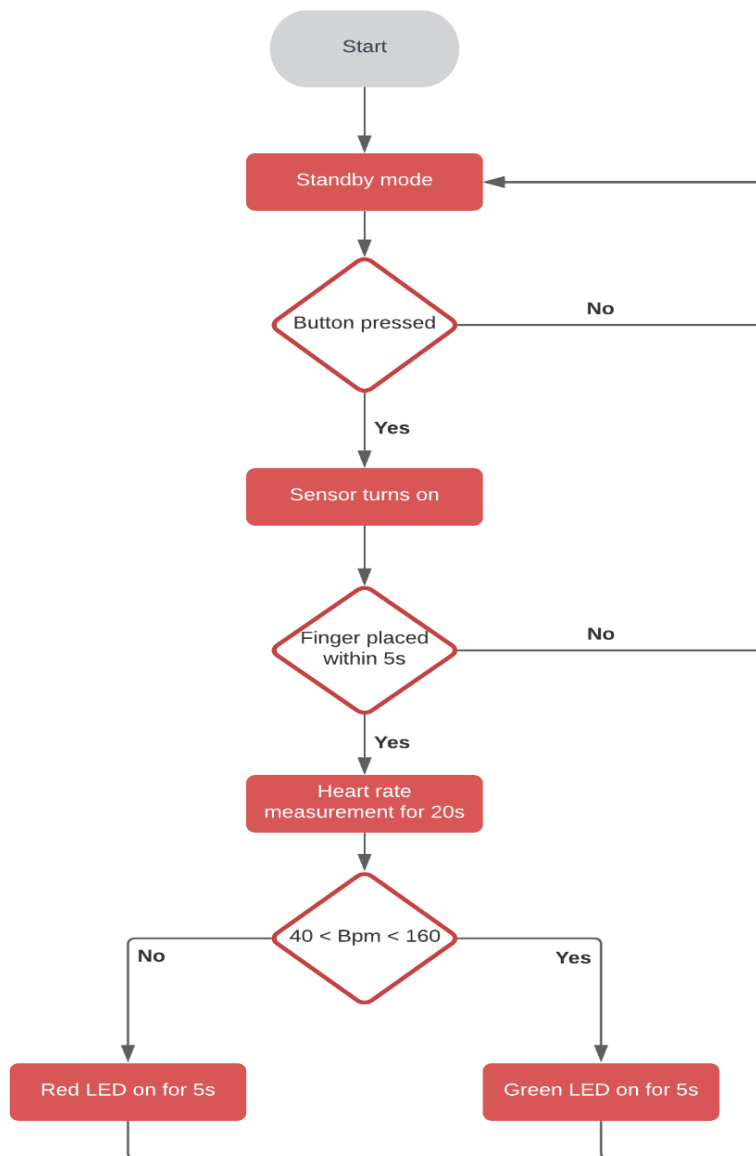 Start
Standby mode
Button pressed
No
Yes
Sensor turns on
Finger placed
within 5s
No
Yes
Heart rate
measurement for 20s
40 < Bpm < 160
No
Yes
Red LED on for 5s
Green LED on for 5s